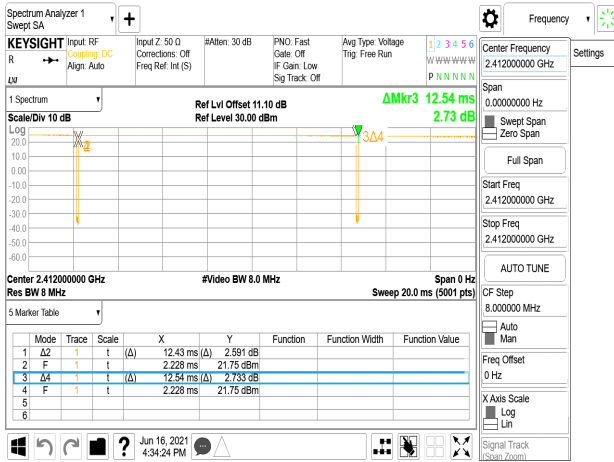 Spectrum Analyzer 1
Swept SA
Frequency
Settings
KEYSIGHT
R
LXI
Input: RF
Coupling: DC
Align: Auto
Input Z: 50 Ω
Corrections: Off
Freq Ref: Int (S)
#Atten: 30 dB
PNO: Fast
Gate: Off
IF Gain: Low
Sig Track: Off
Avg Type: Voltage
Trig: Free Run
1 2 3 4 5 6
W W W W W W
P N N N N N
1 Spectrum
Scale/Div 10 dB
Ref Lvl Offset 11.10 dB
Ref Level 30.00 dBm
ΔMkr3 12.54 ms
2.73 dB
Log
20.0
10.0
0.00
-10.0
-20.0
-30.0
-40.0
-50.0
-60.0
3Δ4
Center 2.412000000 GHz
Res BW 8 MHz
#Video BW 8.0 MHz
Span 0 Hz
Sweep 20.0 ms (5001 pts)
5 Marker Table
Mode Trace Scale X Y Function Function Width Function Value
1 Δ2 1 t (Δ) 12.43 ms (Δ) 2.591 dB
2 F 1 t 2.228 ms 21.75 dBm
3 Δ4 1 t (Δ) 12.54 ms (Δ) 2.733 dB
4 F 1 t 2.228 ms 21.75 dBm
5
6
Jun 16, 2021
4:34:24 PM
Center Frequency
2.412000000 GHz
Span
0.00000000 Hz
Swept Span
Zero Span
Full Span
Start Freq
2.412000000 GHz
Stop Freq
2.412000000 GHz
AUTO TUNE
CF Step
8.000000 MHz
Auto
Man
Freq Offset
0 Hz
X Axis Scale
Log
Lin
Signal Track
(Span Zoom)